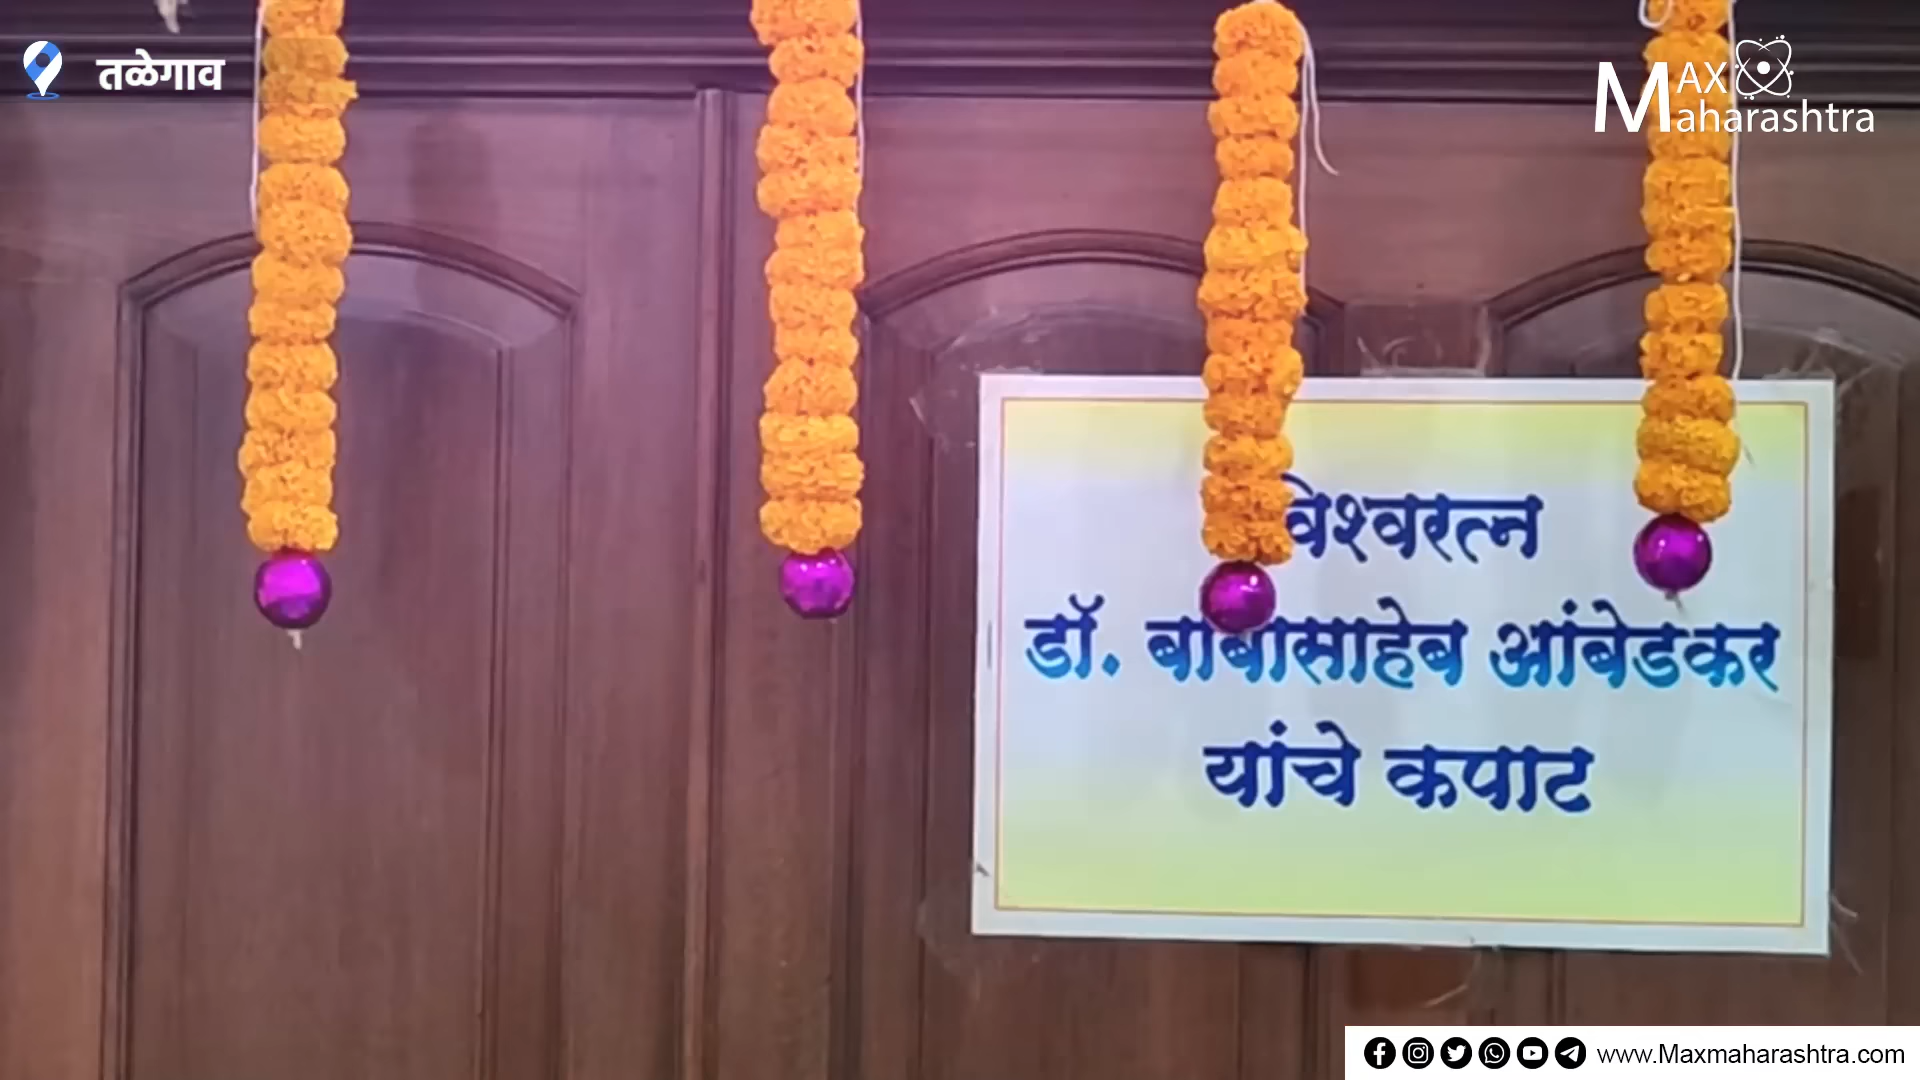 तळेगाव
MAX
Maharashtra
विश्वरत्न
डॉ. बाबासाहेब आंबेडकर
यांचे कपाट
www.Maxmaharashtra.com